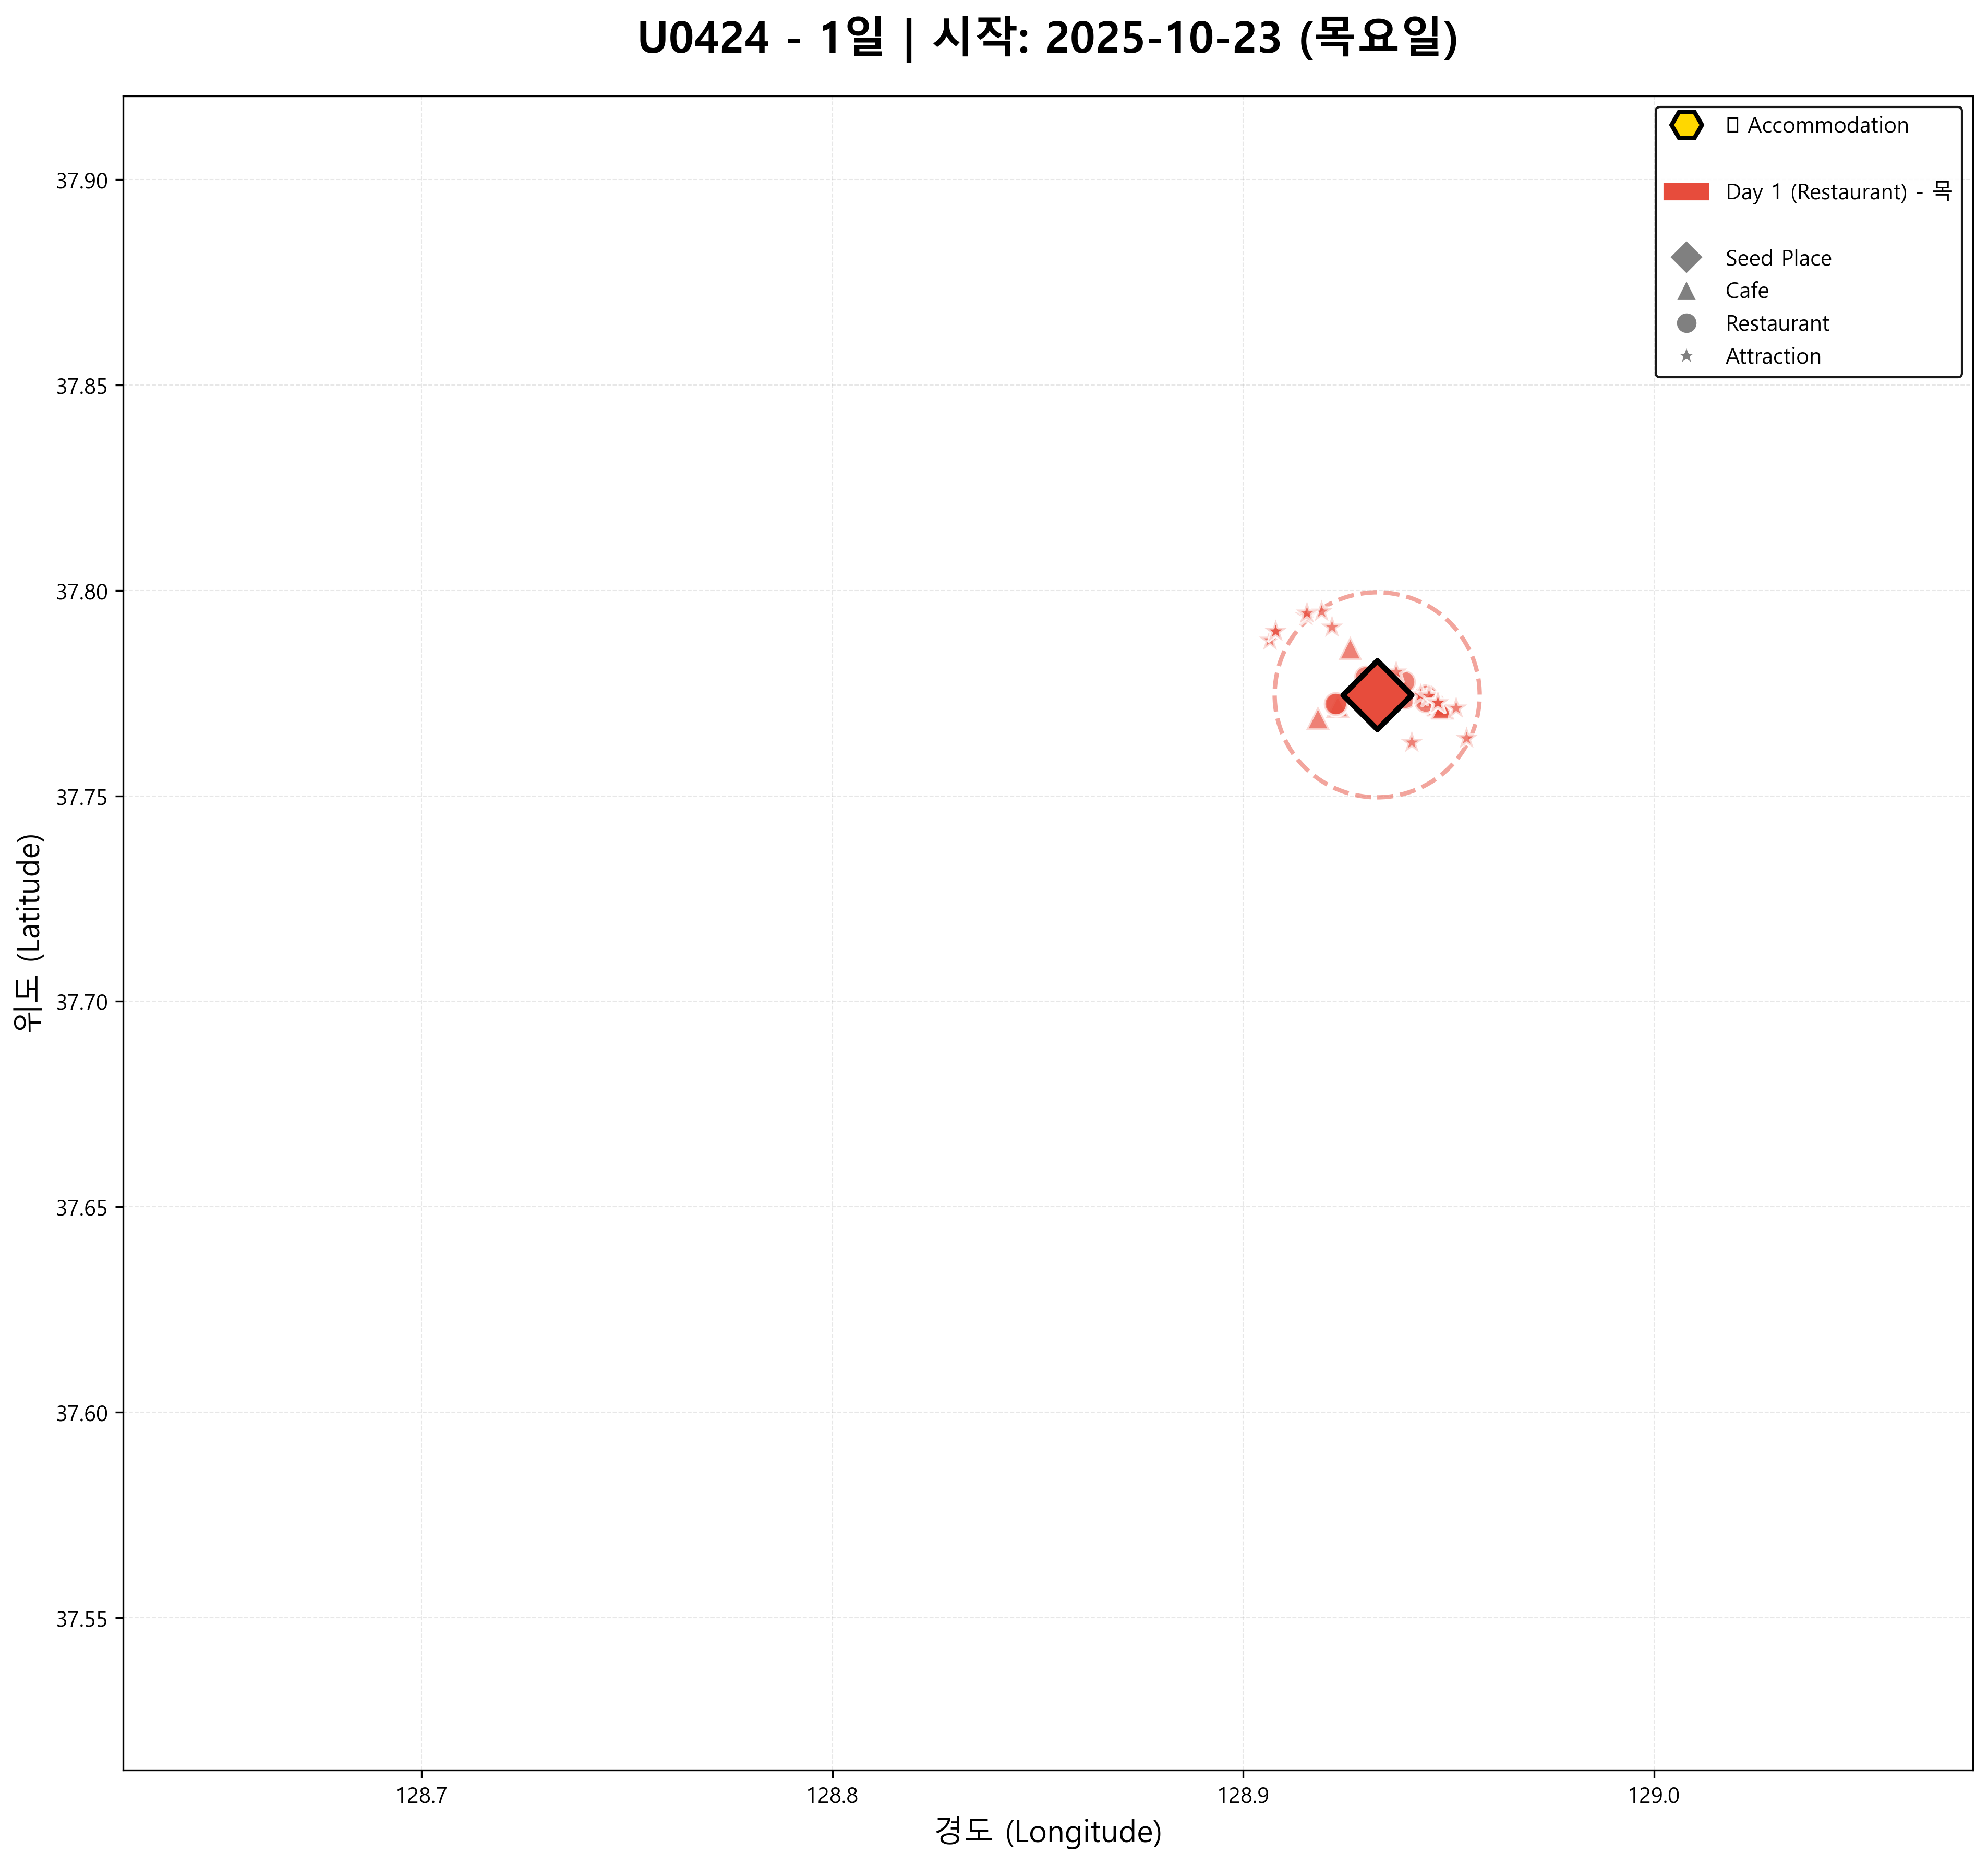 U0424 - 1일 | 시작: 2025-10-23 (목요일)
▯ Accommodation
Day 1 (Restaurant) - 목
Seed Place
Cafe
Restaurant
Attraction
위도 (Latitude)
37.90
37.85
37.80
37.75
37.70
37.65
37.60
37.55
128.7
128.8
128.9
129.0
경도 (Longitude)